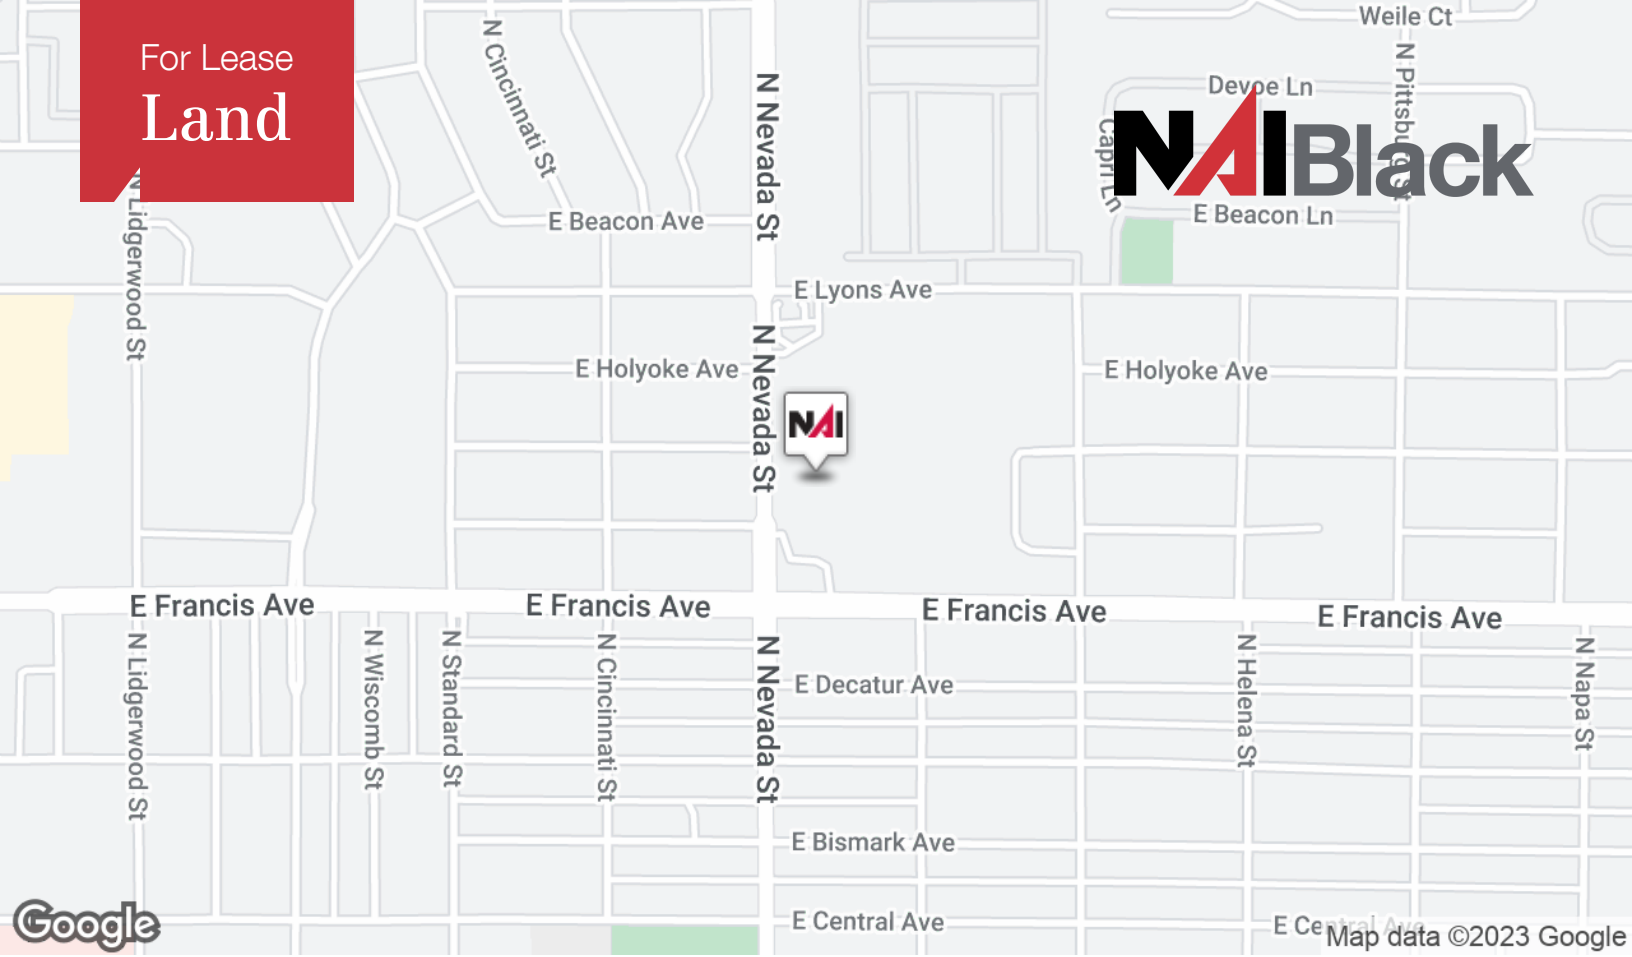 For Lease
Land
NAIBlack
Weile Ct
N Cincinnati St
N Nevada St
N Pittsburg St
Devoe Ln
Capri Ln
N Lidgerwood St
E Beacon Ave
E Beacon Ln
E Lyons Ave
N Nevada St
E Holyoke Ave
E Holyoke Ave
NAI
E Francis Ave
E Francis Ave
E Francis Ave
E Francis Ave
N Lidgerwood St
N Wiscomb St
N Standard St
N Cincinnati St
N Nevada St
N Helena St
N Napa St
E Decatur Ave
E Bismark Ave
E Central Ave
E Central Ave
Google
Map data ©2023 Google